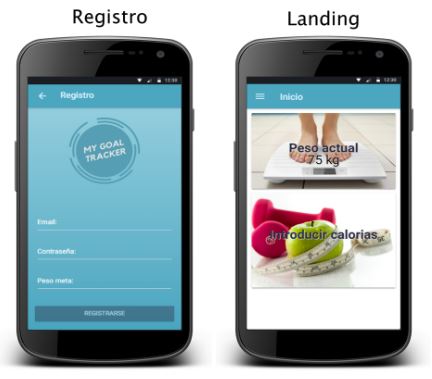 Registro
Landing
12:30
Registro
MY GOAL
TRACKER
Email:
Contraseña:
Peso meta:
REGISTRARSE
12:30
Inicio
Peso actual
75 kg
Introducir calorías